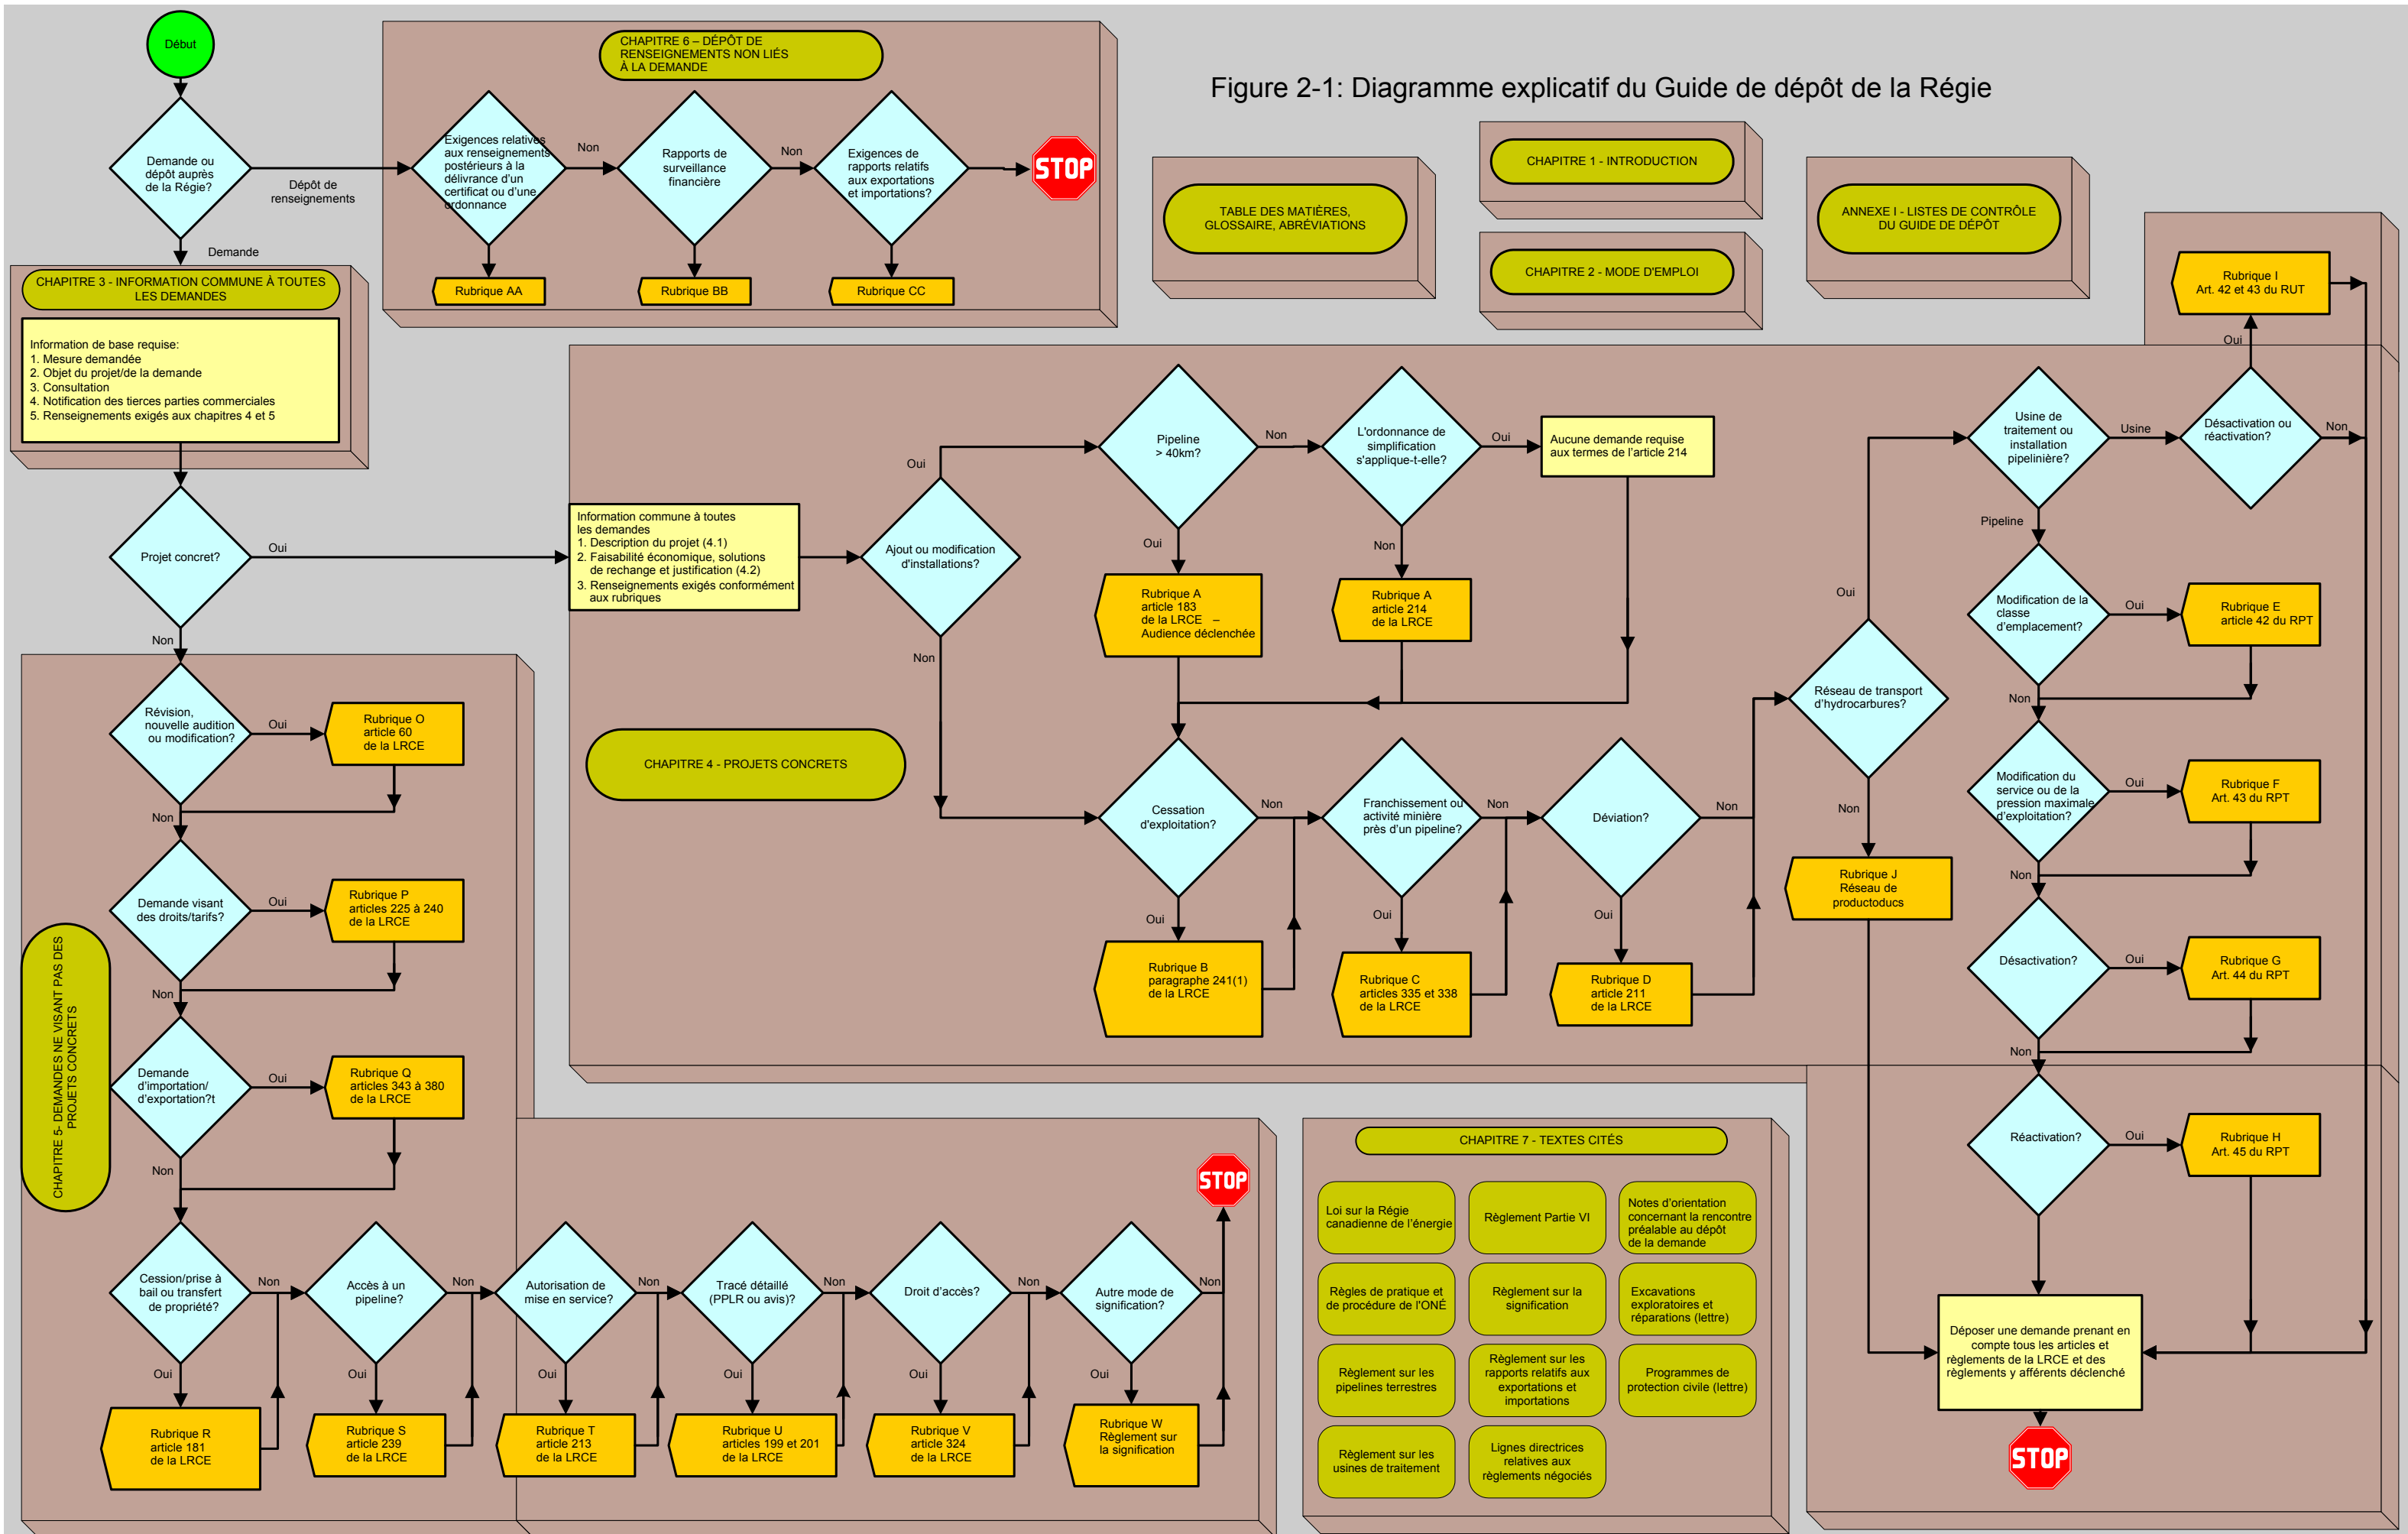 Figure 2-1: Diagramme explicatif du Guide de dépôt de la Régie
Début
Demande ou
dépôt auprès
de la Régie?
Dépôt de
renseignements
Demande
CHAPITRE 6 – DÉPÔT DE
RENSEIGNEMENTS NON LIÉS
À LA DEMANDE
Exigences relatives
aux renseignements
postérieurs à la
délivrance d'un
certificat ou d'une
ordonnance
Non
Rapports de
surveillance
financière
Non
Exigences de
rapports relatifs
aux exportations
et importations?
STOP
Rubrique AA
Rubrique BB
Rubrique CC
TABLE DES MATIÈRES,
GLOSSAIRE, ABRÉVIATIONS
CHAPITRE 1 - INTRODUCTION
CHAPITRE 2 - MODE D'EMPLOI
ANNEXE I - LISTES DE CONTRÔLE
DU GUIDE DE DÉPÔT
CHAPITRE 3 - INFORMATION COMMUNE À TOUTES
LES DEMANDES
Information de base requise:
1. Mesure demandée
2. Objet du projet/de la demande
3. Consultation
4. Notification des tierces parties commerciales
5. Renseignements exigés aux chapitres 4 et 5
Projet concret?
Oui
Non
Information commune à toutes
les demandes
1. Description du projet (4.1)
2. Faisabilité économique, solutions
de rechange et justification (4.2)
3. Renseignements exigés conformément
aux rubriques
Ajout ou modification
d'installations?
Oui
Non
Pipeline
> 40km?
Non
Oui
L'ordonnance de
simplification
s'applique-t-elle?
Oui
Non
Aucune demande requise
aux termes de l'article 214
Rubrique A
article 183
de la LRCE –
Audience déclenchée
Rubrique A
article 214
de la LRCE
CHAPITRE 4 - PROJETS CONCRETS
Cessation
d'exploitation?
Non
Oui
Franchissement ou
activité minière
près d'un pipeline?
Non
Oui
Déviation?
Non
Oui
Rubrique B
paragraphe 241(1)
de la LRCE
Rubrique C
articles 335 et 338
de la LRCE
Rubrique D
article 211
de la LRCE
Réseau de transport
d'hydrocarbures?
Oui
Non
Rubrique J
Réseau de
productoducs
Usine de
traitement ou
installation
pipelinière?
Usine
Pipeline
Désactivation ou
réactivation?
Oui
Non
Rubrique I
Art. 42 et 43 du RUT
Modification de la
classe
d'emplacement?
Oui
Non
Rubrique E
article 42 du RPT
Modification du
service ou de la
pression maximale
d'exploitation?
Oui
Non
Rubrique F
Art. 43 du RPT
Désactivation?
Oui
Non
Rubrique G
Art. 44 du RPT
Réactivation?
Oui
Rubrique H
Art. 45 du RPT
Déposer une demande prenant en
compte tous les articles et
règlements de la LRCE et des
règlements y afférents déclenché
STOP
CHAPITRE 5- DEMANDES NE VISANT PAS DES
PROJETS CONCRETS
Révision,
nouvelle audition
ou modification?
Oui
Non
Rubrique O
article 60
de la LRCE
Demande visant
des droits/tarifs?
Oui
Non
Rubrique P
articles 225 à 240
de la LRCE
Demande
d'importation/
d'exportation?t
Oui
Non
Rubrique Q
articles 343 à 380
de la LRCE
Cession/prise à
bail ou transfert
de propriété?
Non
Oui
Accès à un
pipeline?
Non
Oui
Autorisation de
mise en service?
Non
Oui
Tracé détaillé
(PPLR ou avis)?
Non
Oui
Droit d'accès?
Non
Oui
Autre mode de
signification?
Non
Oui
STOP
Rubrique R
article 181
de la LRCE
Rubrique S
article 239
de la LRCE
Rubrique T
article 213
de la LRCE
Rubrique U
articles 199 et 201
de la LRCE
Rubrique V
article 324
de la LRCE
Rubrique W
Règlement sur
la signification
CHAPITRE 7 - TEXTES CITÉS
Loi sur la Régie
canadienne de l'énergie
Règlement Partie VI
Notes d'orientation
concernant la rencontre
préalable au dépôt
de la demande
Règles de pratique et
de procédure de l'ONÉ
Règlement sur la
signification
Excavations
exploratoires et
réparations (lettre)
Règlement sur les
pipelines terrestres
Règlement sur les
rapports relatifs aux
exportations et
importations
Programmes de
protection civile (lettre)
Règlement sur les
usines de traitement
Lignes directrices
relatives aux
règlements négociés